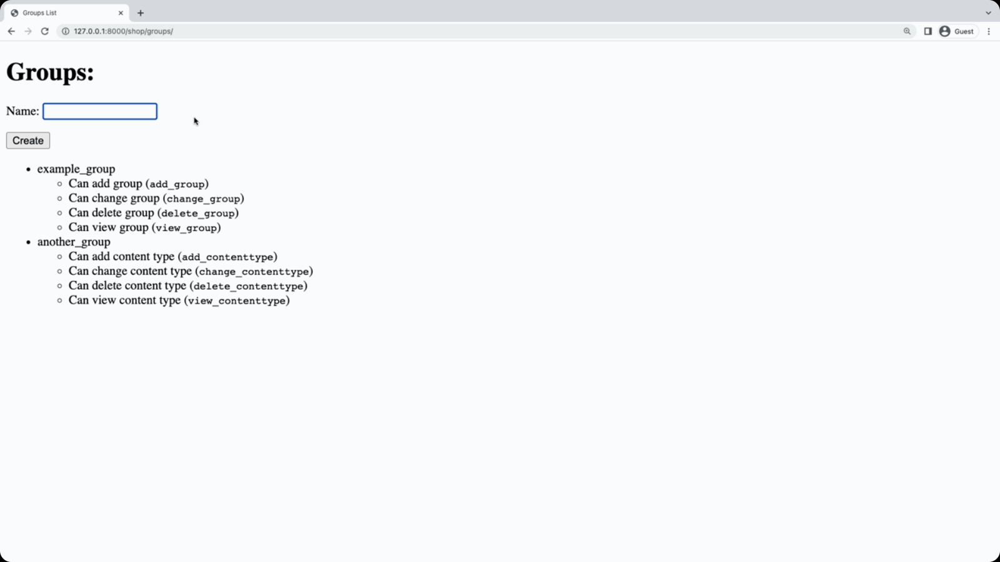 Groups List
127.0.0.1:8000/shop/groups/
Guest
Groups:
Name:
Create
example_group
Can add group (add_group)
Can change group (change_group)
Can delete group (delete_group)
Can view group (view_group)
another_group
Can add content type (add_contenttype)
Can change content type (change_contenttype)
Can delete content type (delete_contenttype)
Can view content type (view_contenttype)